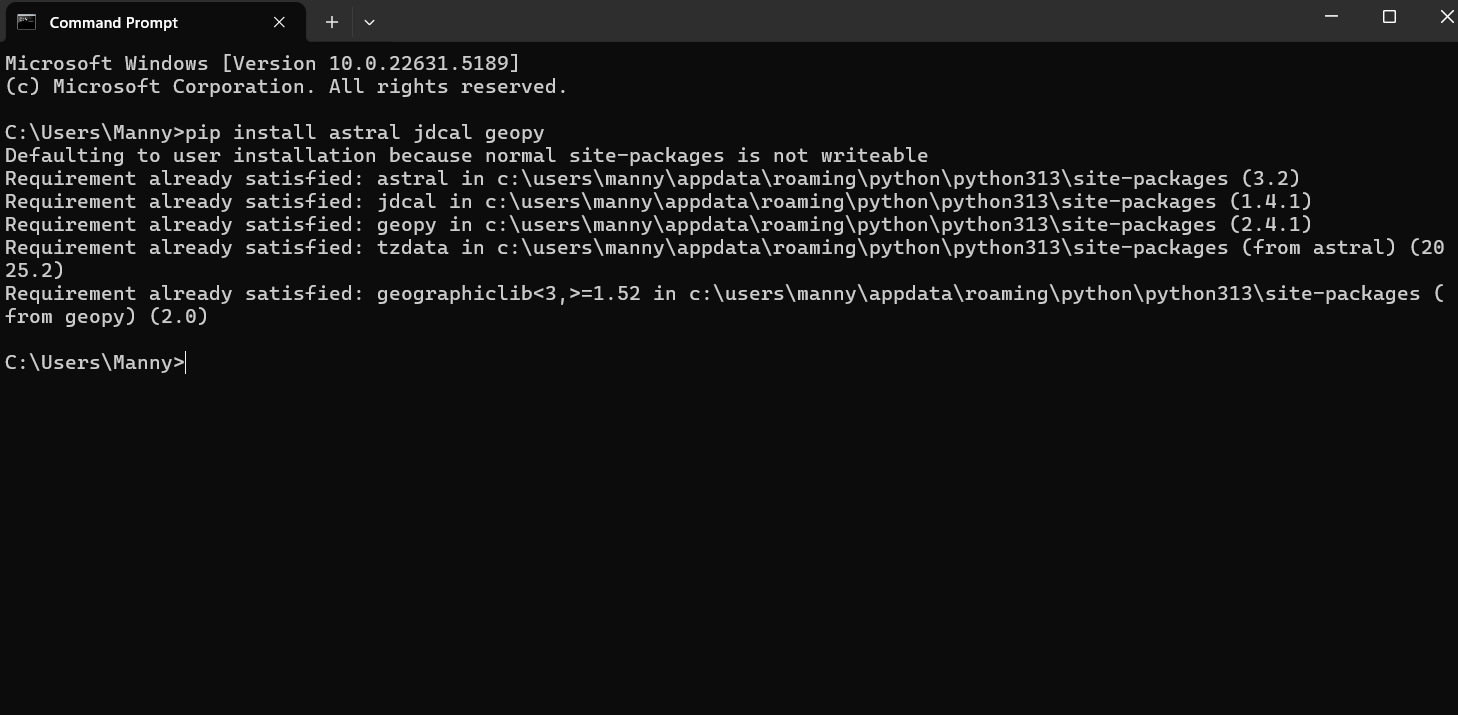 Command Prompt
Microsoft Windows [Version 10.0.22631.5189]
(c) Microsoft Corporation. All rights reserved.
C:\Users\Manny>pip install astral jdcal geopy
Defaulting to user installation because normal site-packages is not writeable
Requirement already satisfied: astral in c:\users\manny\appdata\roaming\python\python313\site-packages (3.2)
Requirement already satisfied: jdcal in c:\users\manny\appdata\roaming\python\python313\site-packages (1.4.1)
Requirement already satisfied: geopy in c:\users\manny\appdata\roaming\python\python313\site-packages (2.4.1)
Requirement already satisfied: tzdata in c:\users\manny\appdata\roaming\python\python313\site-packages (from astral) (20
25.2)
Requirement already satisfied: geographiclib<3,>=1.52 in c:\users\manny\appdata\roaming\python\python313\site-packages (
from geopy) (2.0)
C:\Users\Manny>